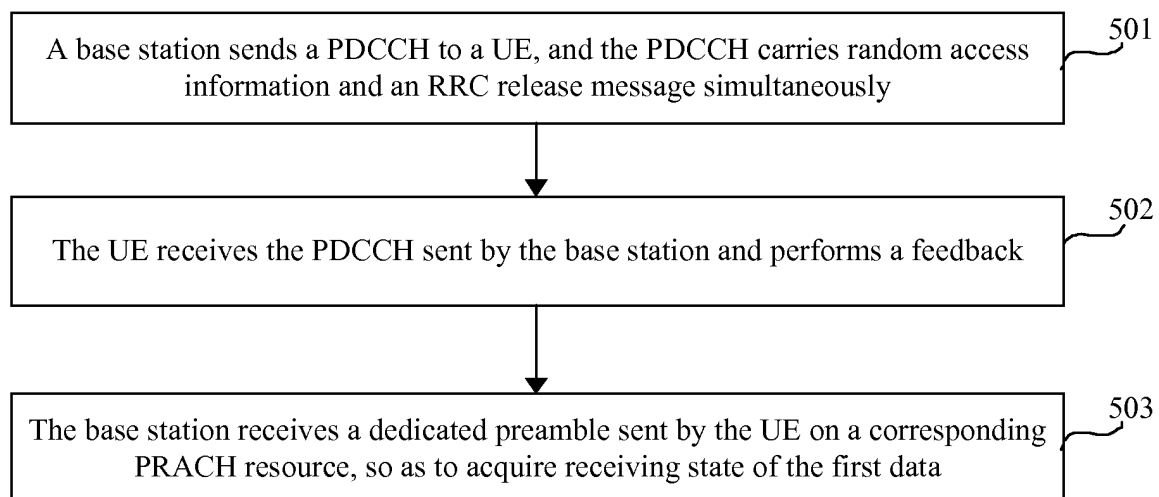 A base station sends a PDCCH to a UE, and the PDCCH carries random access
information and an RRC release message simultaneously
501
The UE receives the PDCCH sent by the base station and performs a feedback
502
The base station receives a dedicated preamble sent by the UE on a corresponding
PRACH resource, so as to acquire receiving state of the first data
503